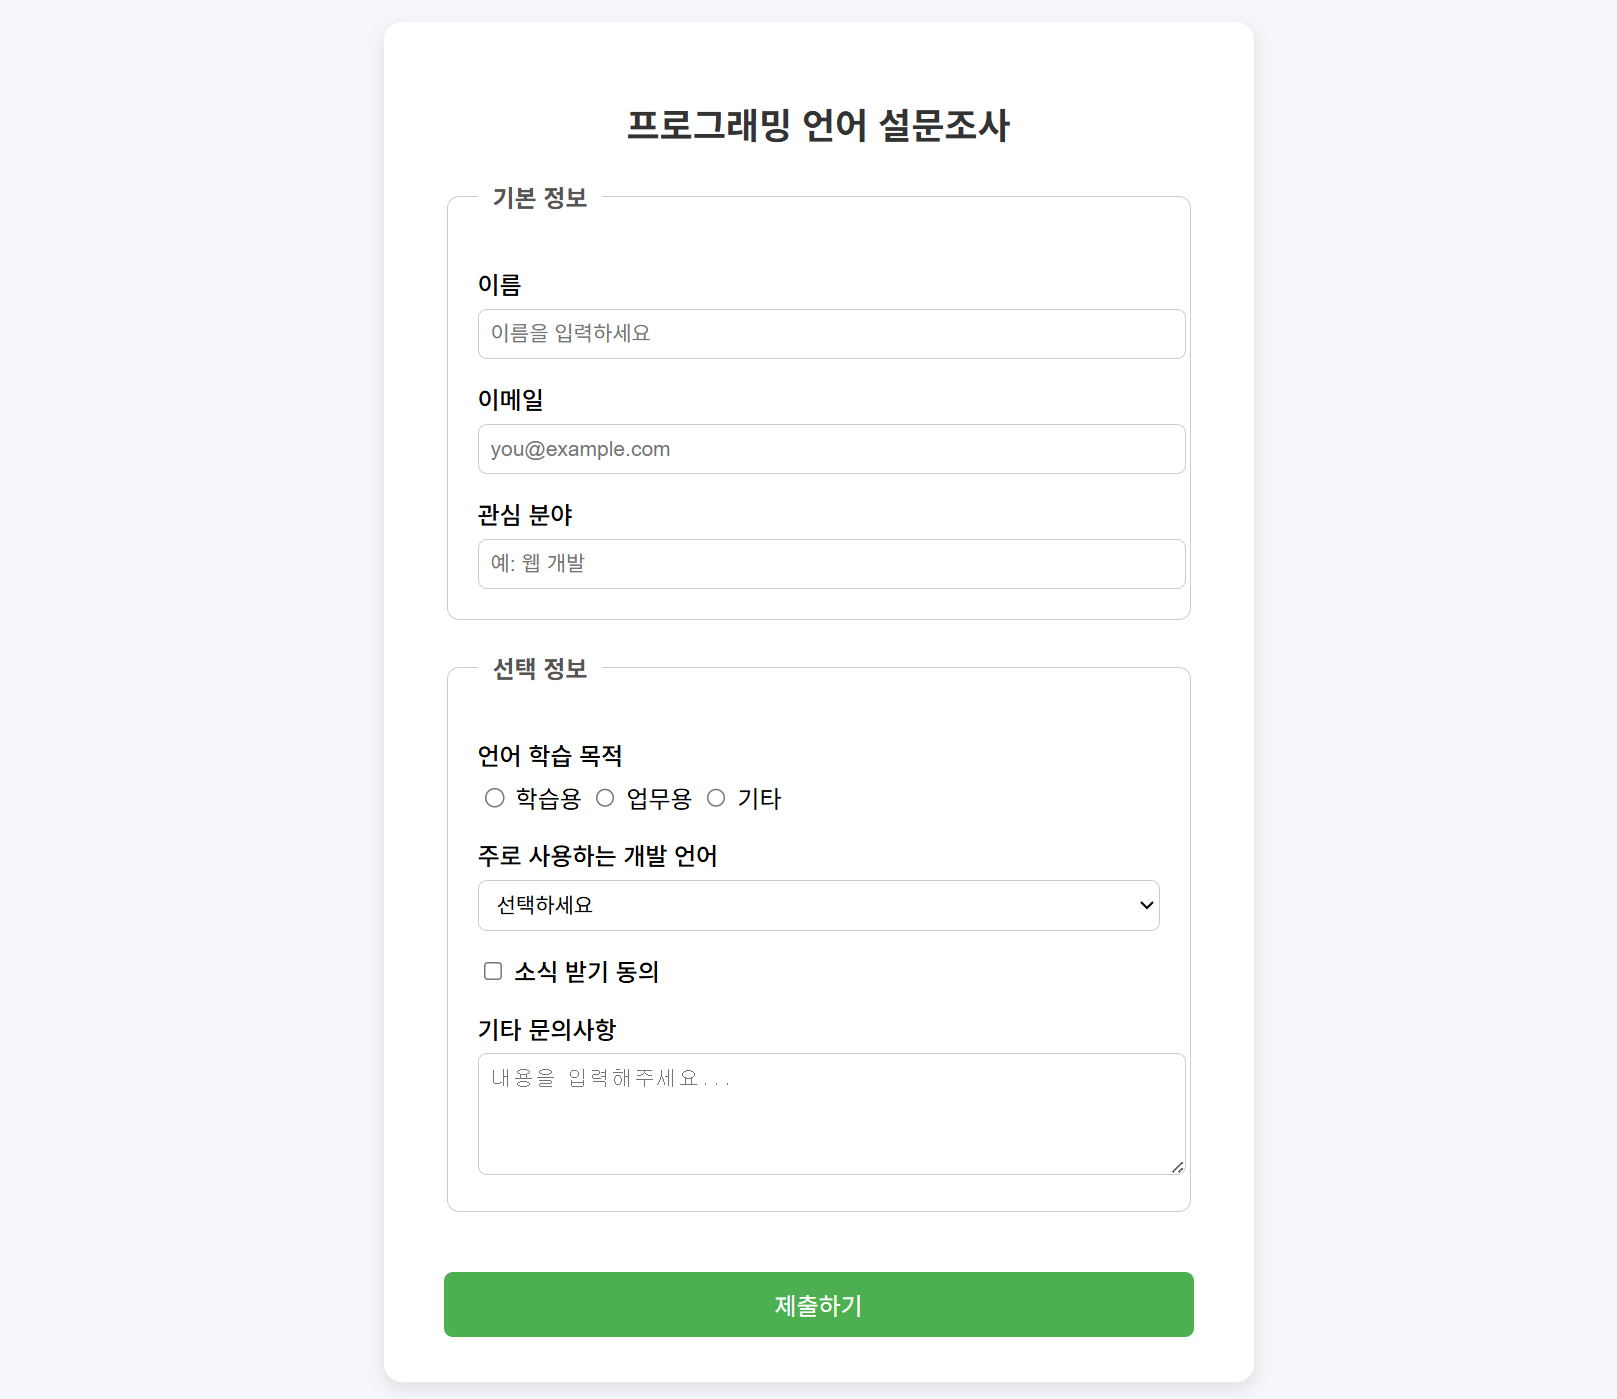 프로그래밍 언어 설문조사
기본 정보
이름
이름을 입력하세요
이메일
you@example.com
관심 분야
예: 웹 개발
선택 정보
언어 학습 목적
학습용 업무용 기타
주로 사용하는 개발 언어
선택하세요
소식 받기 동의
기타 문의사항
내용을 입력해주세요...
제출하기